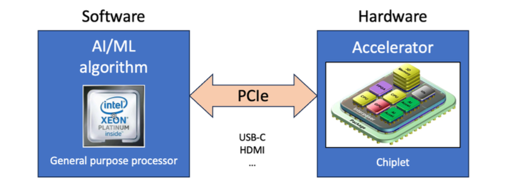 Software
Hardware
AI/ML
algorithm
intel
XEON
PLATINUM
inside
General purpose processor
PCIe
USB-C
HDMI
...
Accelerator
Chiplet